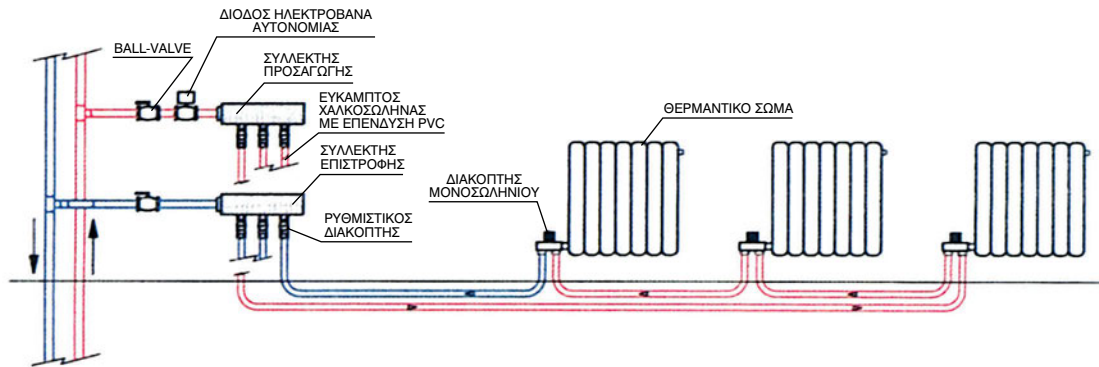 ΔΙΟΔΟΣ ΗΛΕΚΤΡΟΒΑΝΑ
ΑΥΤΟΝΟΜΙΑΣ
BALL-VALVE
ΣΥΛΛΕΚΤΗΣ
ΠΡΟΣΑΓΩΓΗΣ
ΕΥΚΑΜΠΤΟΣ
ΧΑΛΚΟΣΩΛΗΝΑΣ
ΜΕ ΕΠΕΝΔΥΣΗ PVC
ΘΕΡΜΑΝΤΙΚΟ ΣΩΜΑ
ΣΥΛΛΕΚΤΗΣ
ΕΠΙΣΤΡΟΦΗΣ
ΔΙΑΚΟΠΤΗΣ
ΜΟΝΟΣΩΛΗΝΙΟΥ
ΡΥΘΜΙΣΤΙΚΟΣ
ΔΙΑΚΟΠΤΗΣ